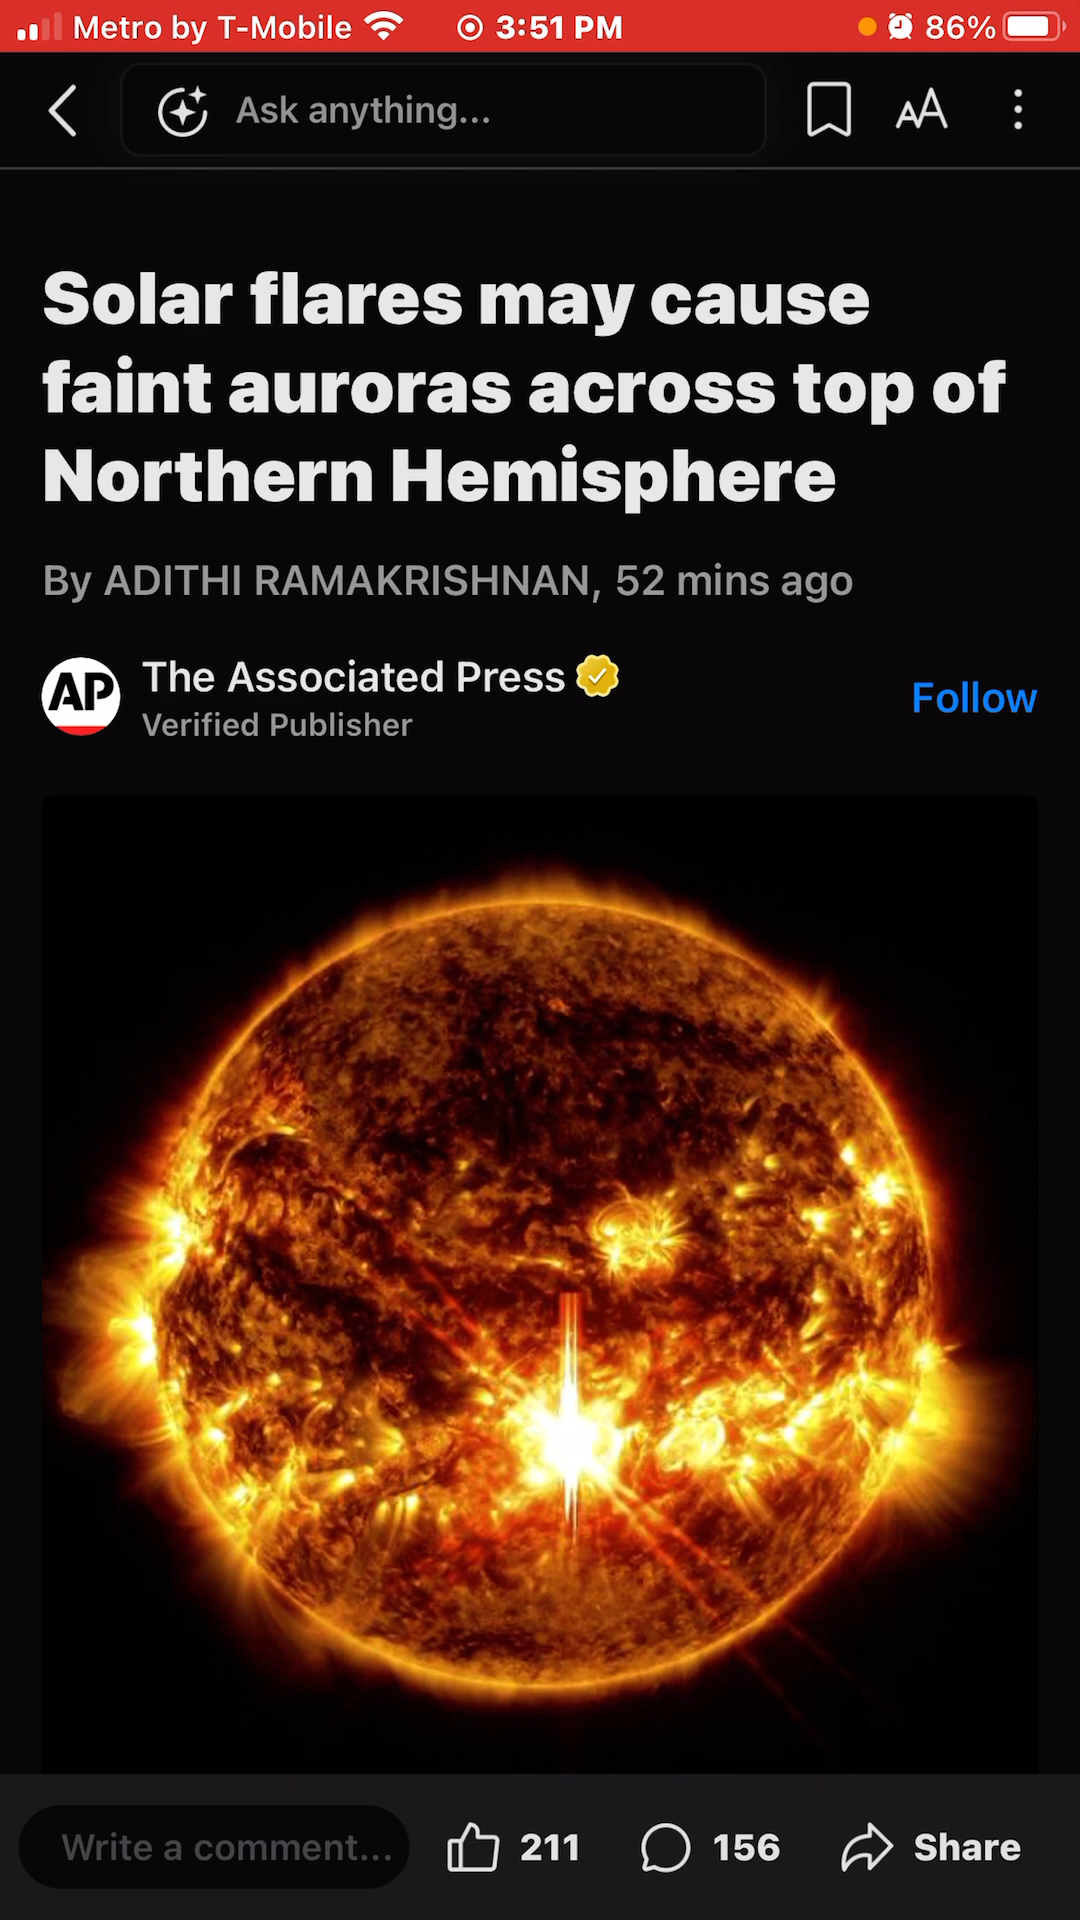 Metro by T-Mobile 3:51 PM 86%
Ask anything... AA
Solar flares may cause
faint auroras across top of
Northern Hemisphere
By ADITHI RAMAKRISHNAN, 52 mins ago
AP The Associated Press
Verified Publisher
Follow
Write a comment... 211 156 Share